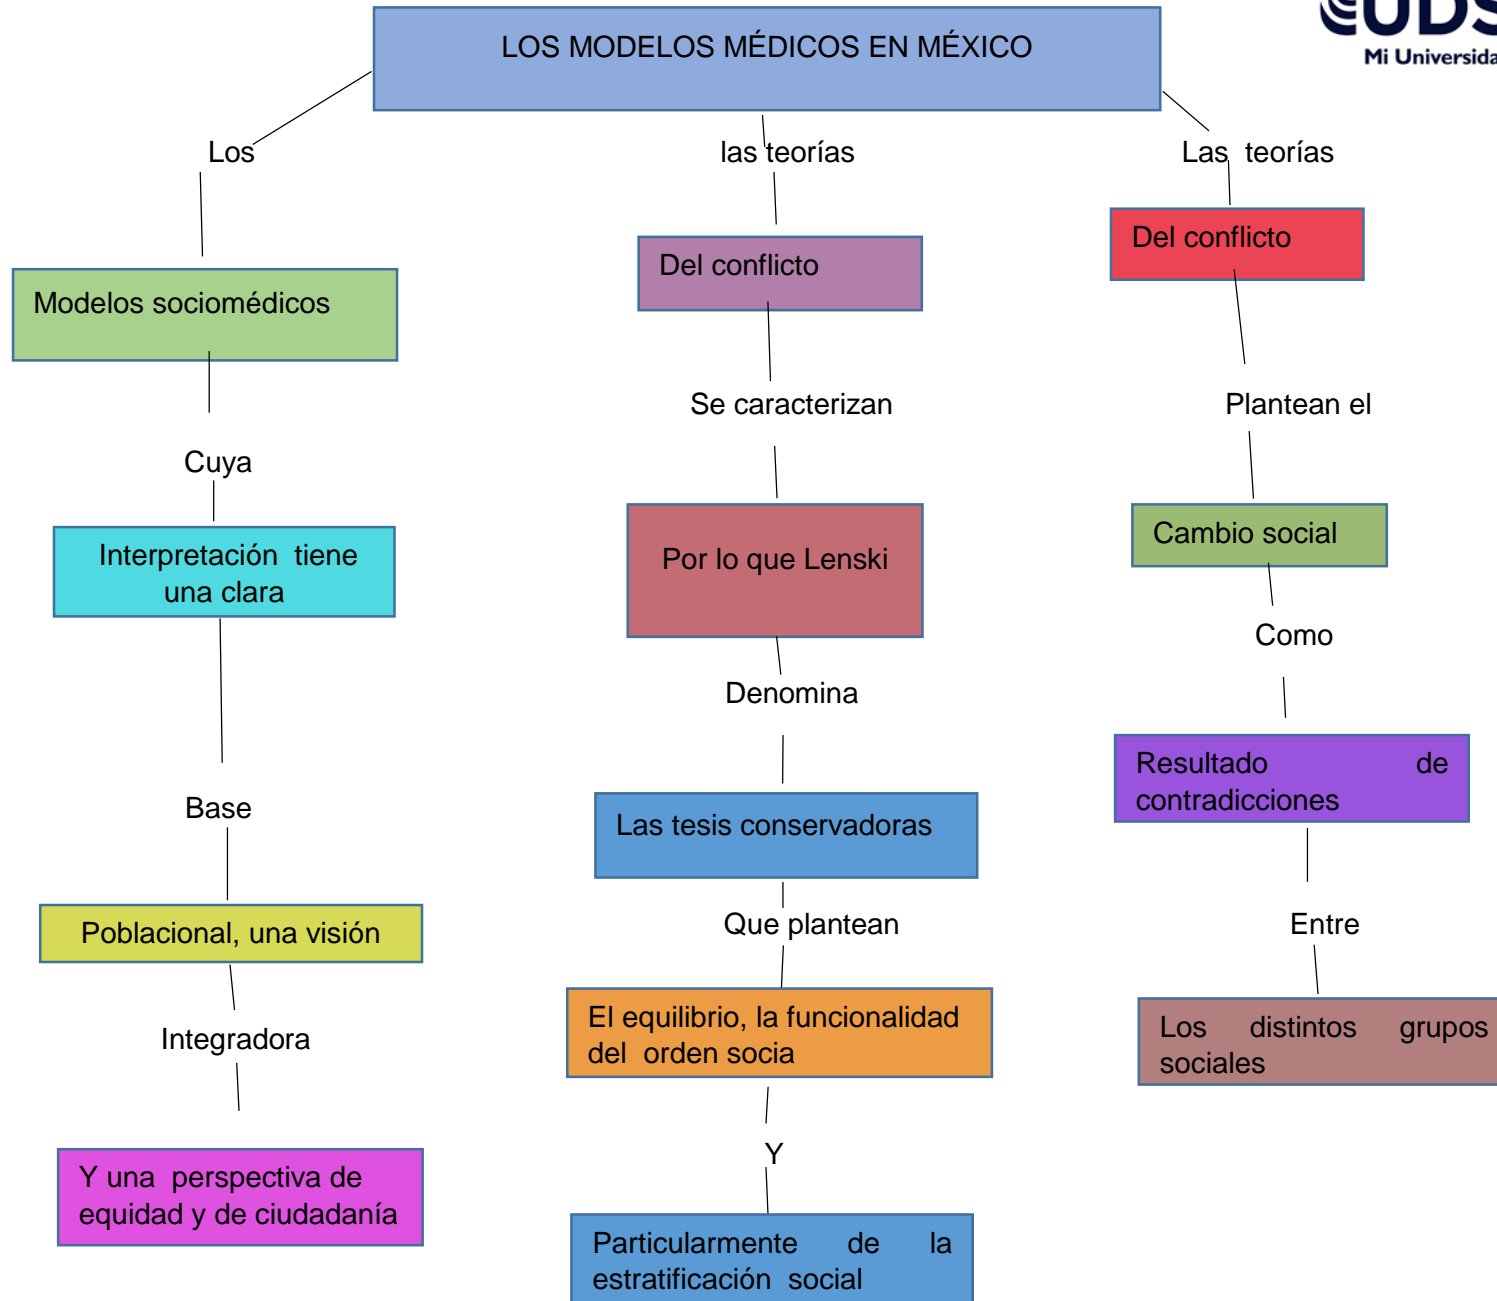 LOS MODELOS MÉDICOS EN MÉXICO
UDS
Mi Universida
Los
Modelos sociomédicos
Cuya
Interpretación tiene
una clara
Base
Poblacional, una visión
Integradora
Y una perspectiva de
equidad y de ciudadanía
las teorías
Del conflicto
Se caracterizan
Por lo que Lenski
Denomina
Las tesis conservadoras
Que plantean
El equilibrio, la funcionalidad
del orden socia
Y
Particularmente de la
estratificación social
Las teorías
Del conflicto
Plantean el
Cambio social
Como
Resultado de
contradicciones
Entre
Los distintos grupos
sociales